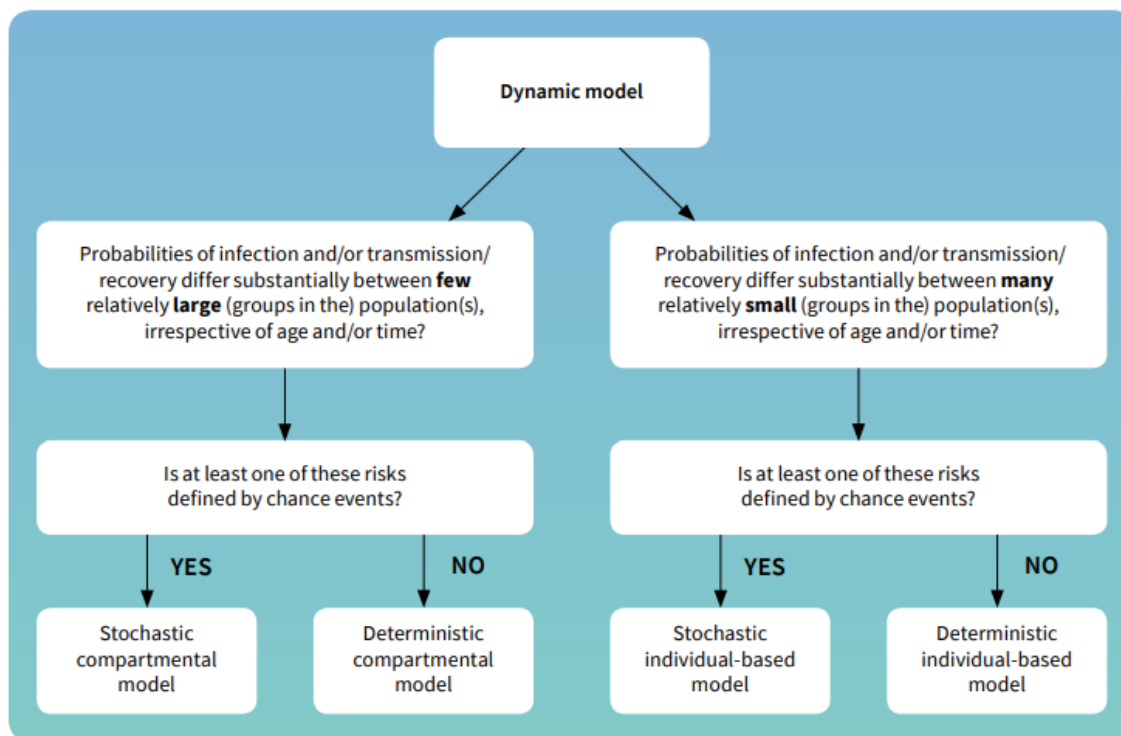 Dynamic model
Probabilities of infection and/or transmission/
recovery differ substantially between few
relatively large (groups in the) population(s),
irrespective of age and/or time?
Probabilities of infection and/or transmission/
recovery differ substantially between many
relatively small (groups in the) population(s),
irrespective of age and/or time?
Is at least one of these risks
defined by chance events?
Is at least one of these risks
defined by chance events?
YES
NO
YES
NO
Stochastic
compartmental
model
Deterministic
compartmental
model
Stochastic
individual-based
model
Deterministic
individual-based
model